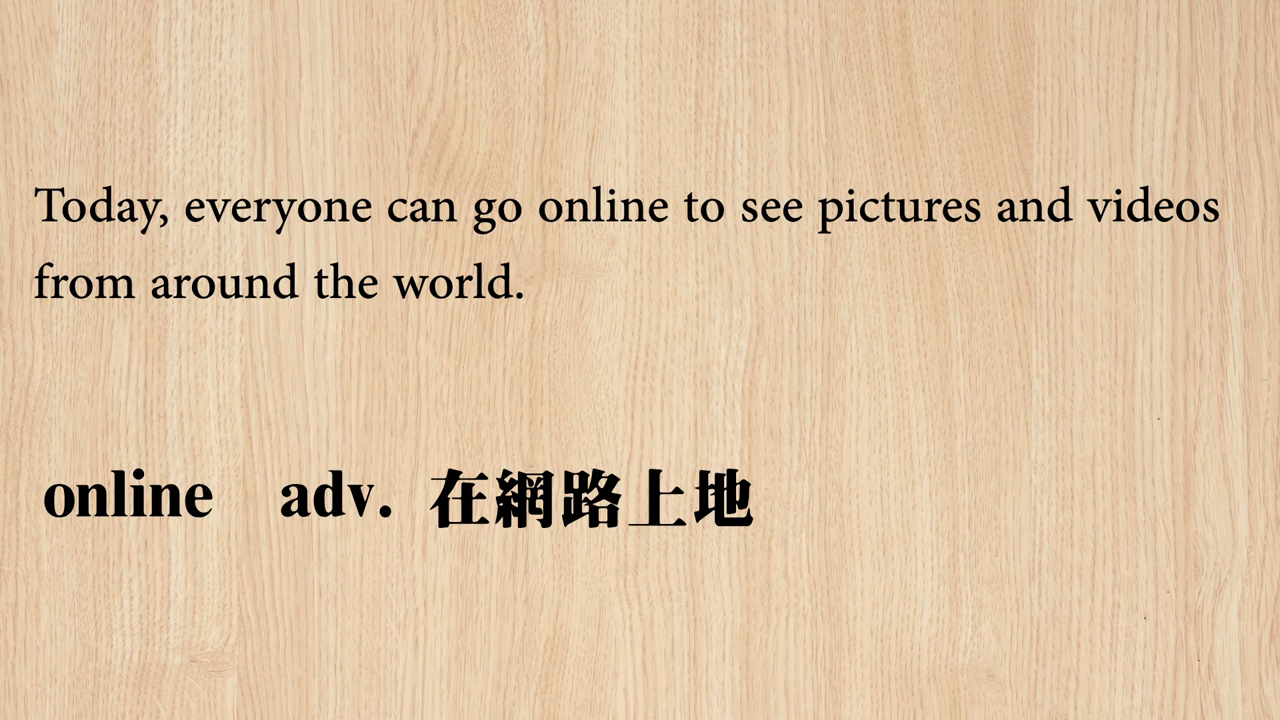 Today, everyone can go online to see pictures and videos
from around the world.
online adv. 在網路上地